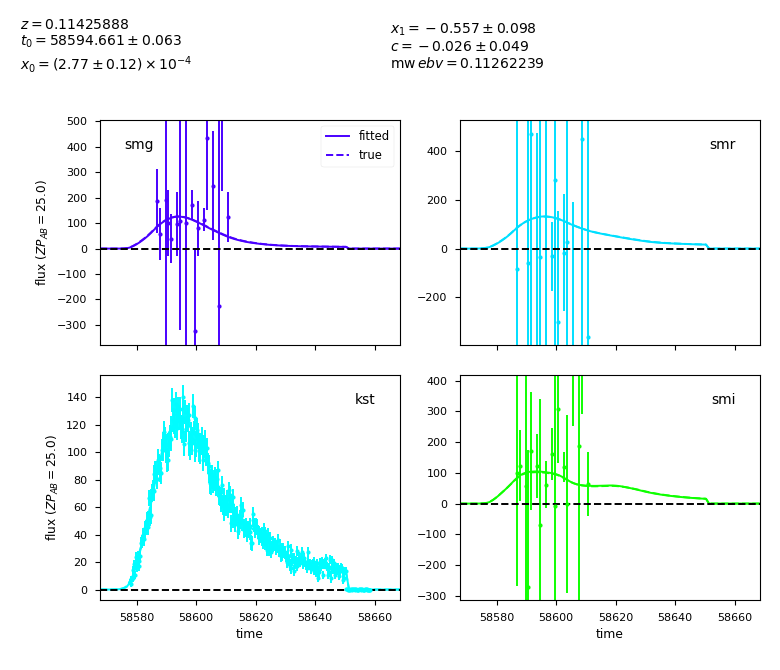 z = 0.11425888
t0 = 58594.661 ± 0.063
x0 = (2.77 ± 0.12) × 10^−4
x1 = −0.557 ± 0.098
c = −0.026 ± 0.049
mw ebv = 0.11262239
500
400
300
200
100
0
−100
−200
−300
flux (ZP_AB = 25.0)
smg
fitted
true
400
200
0
−200
smr
140
120
100
80
60
40
20
0
flux (ZP_AB = 25.0)
kst
58580 58600 58620 58640 58660
time
400
300
200
100
0
−100
−200
−300
smi
58580 58600 58620 58640 58660
time